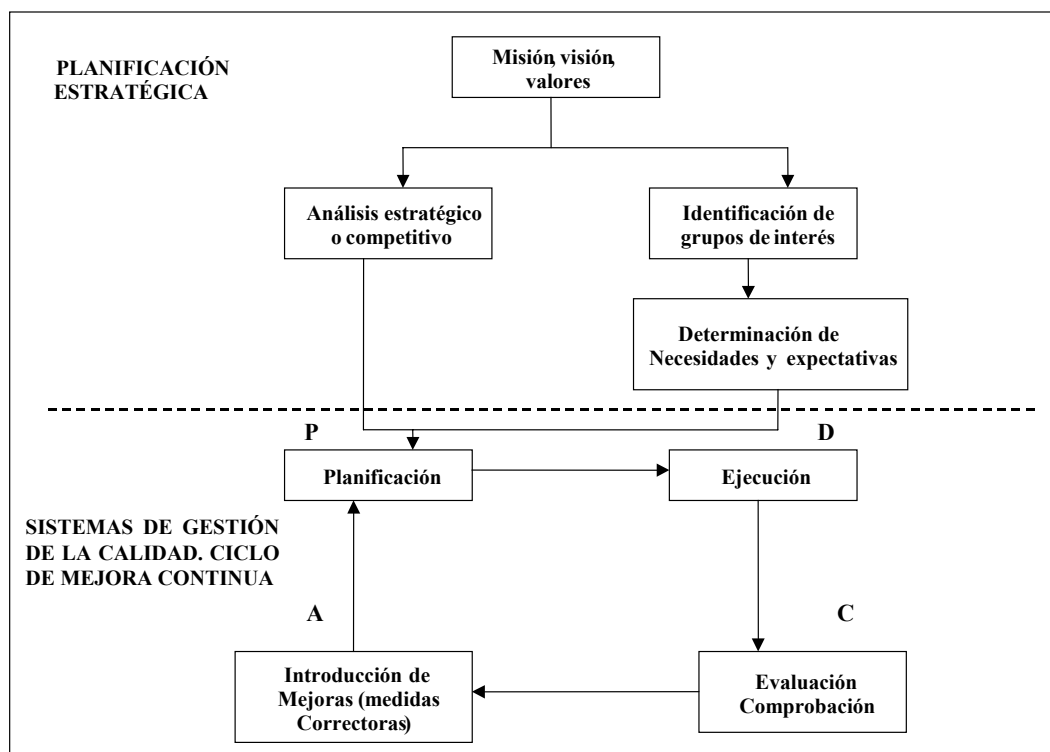 PLANIFICACIÓN
ESTRATÉGICA
Misión, visión,
valores
Análisis estratégico
o competitivo
Identificación de
grupos de interés
Determinación de
Necesidades y expectativas
P
D
Planificación
Ejecución
SISTEMAS DE GESTIÓN
DE LA CALIDAD. CICLO
DE MEJORA CONTINUA
A
C
Introducción de
Mejoras (medidas
Correctoras)
Evaluación
Comprobación